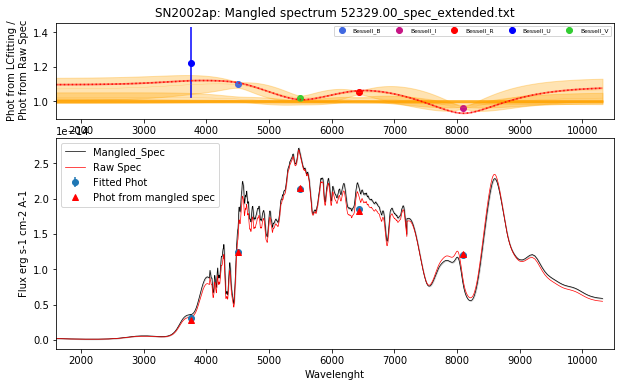 SN2002ap: Mangled spectrum 52329.00_spec_extended.txt
Phot from LCfitting /
Phot from Raw Spec
1.4
1.2
1.0
Bessell_B
Bessell_I
Bessell_R
Bessell_U
Bessell_V
2000 3000 4000 5000 6000 7000 8000 9000 10000
1e−14
Flux erg s-1 cm-2 A-1
2.5
2.0
1.5
1.0
0.5
0.0
Mangled_Spec
Raw Spec
Fitted Phot
Phot from mangled spec
2000 3000 4000 5000 6000 7000 8000 9000 10000
Wavelenght